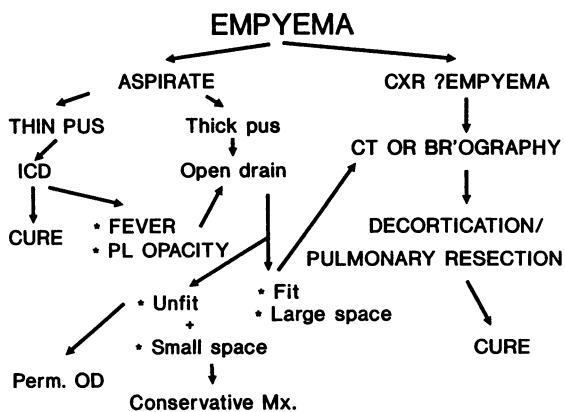 EMPYEMA
ASPIRATE
CXR ?EMPYEMA
THIN PUS
Thick pus
CT OR BR'OGRAPHY
ICD
Open drain
* FEVER
* PL OPACITY
CURE
DECORTICATION/
PULMONARY RESECTION
* Unfit
+
* Small space
* Fit
* Large space
CURE
Perm. OD
Conservative Mx.